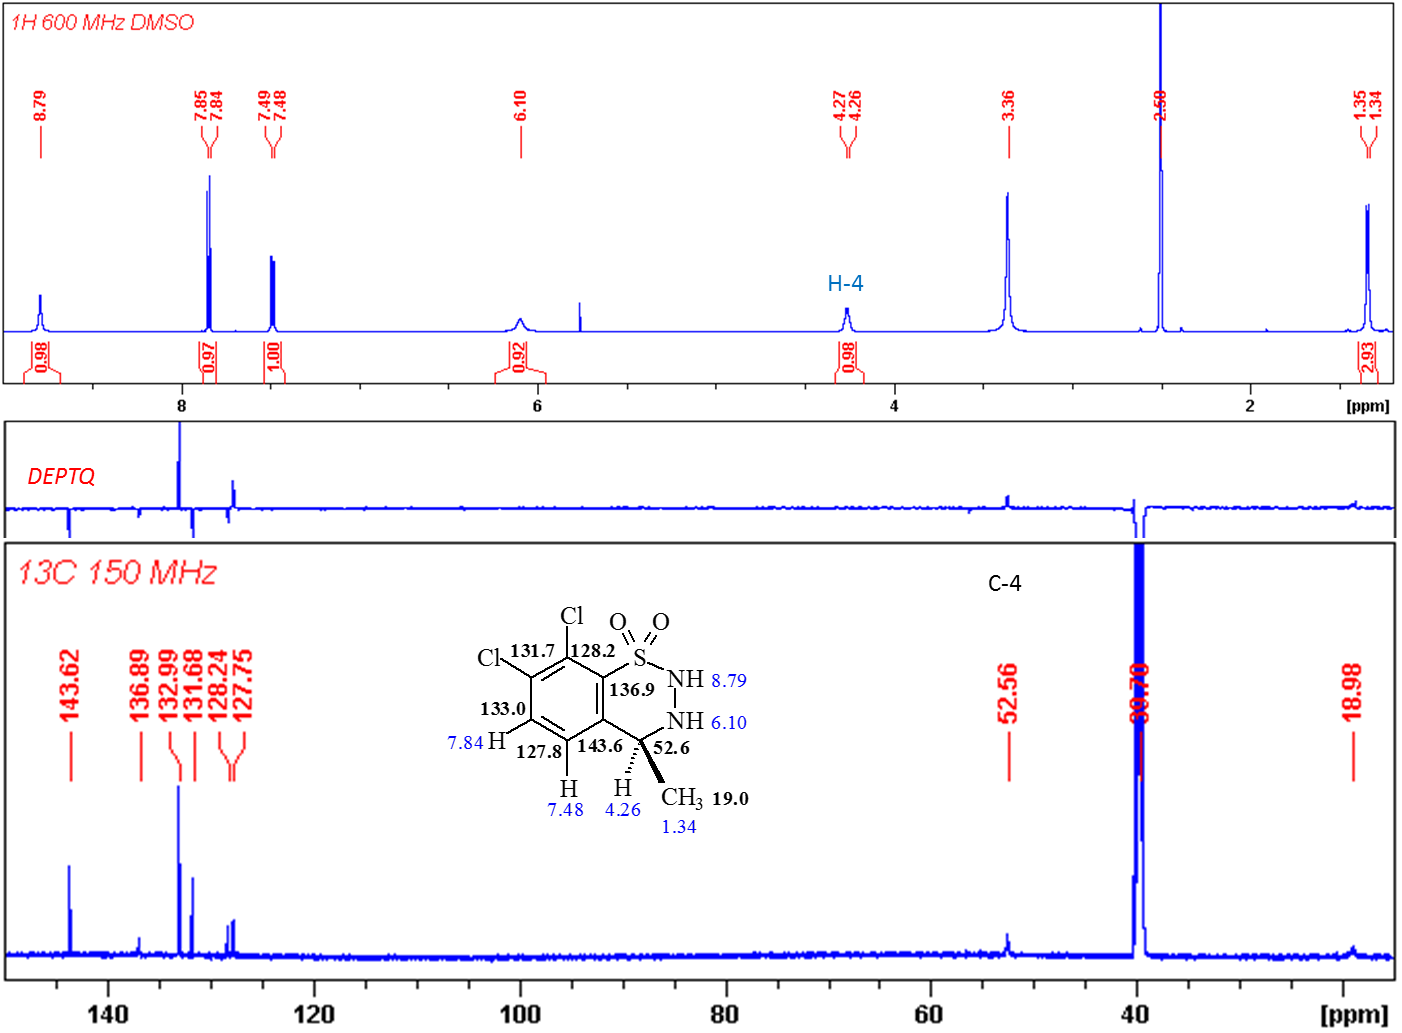 1H 600 MHz DMSO
8.79
7.85
7.84
7.49
7.48
6.10
4.27
4.26
3.36
2.50
1.35
1.34
H-4
0.98
0.97
1.00
0.92
0.98
2.93
8 6 4 2 [ppm]
DEPTQ
13C 150 MHz
C-4
143.62
136.89
132.99
131.68
128.24
127.75
52.56
39.70
18.98
Cl O O
Cl 131.7 128.2 S
136.9 NH 8.79
133.0 NH 6.10
7.84 H 127.8 143.6 52.6
H H CH3 19.0
7.48 4.26 1.34
140 120 100 80 60 40 [ppm]